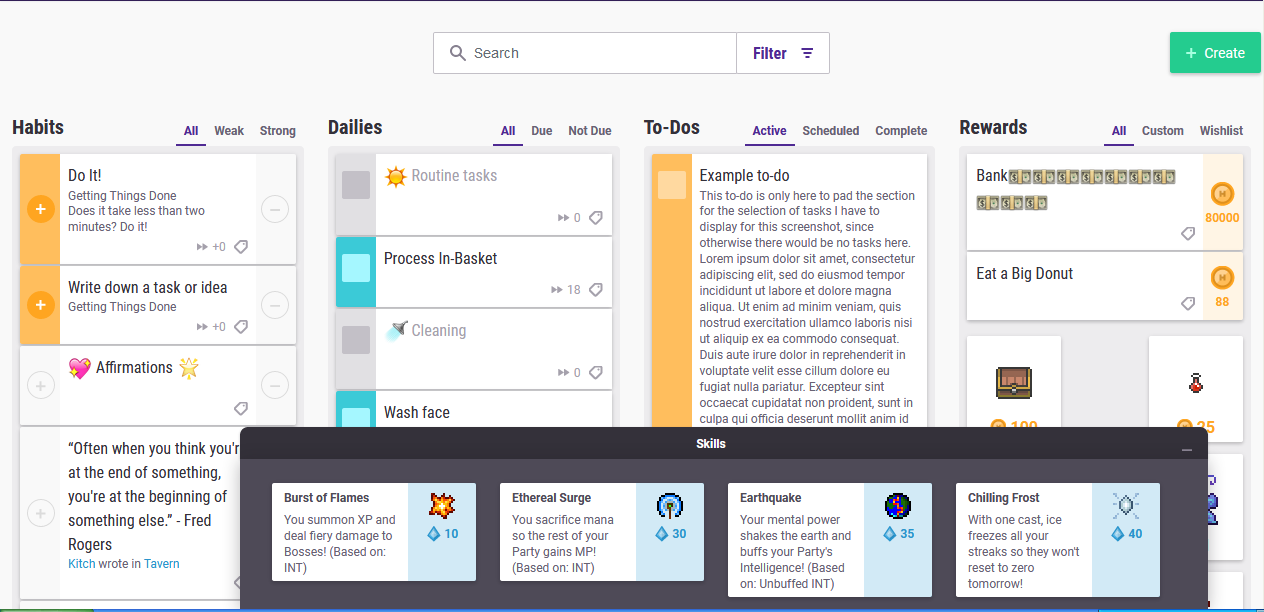 Search
Filter
+ Create
Habits
All Weak Strong
Do It!
Getting Things Done
Does it take less than two
minutes? Do it!
+0
Write down a task or idea
Getting Things Done
+0
💖 Affirmations 🌟
“Often when you think you'r
at the end of something,
you're at the beginning of
something else.” - Fred
Rogers
Kitch wrote in Tavern
Dailies
All Due Not Due
Routine tasks
0
Process In-Basket
18
Cleaning
0
Wash face
To-Dos
Active Scheduled Complete
Example to-do
This to-do is only here to pad the section
for the selection of tasks I have to
display for this screenshot, since
otherwise there would be no tasks here.
Lorem ipsum dolor sit amet, consectetur
adipiscing elit, sed do eiusmod tempor
incididunt ut labore et dolore magna
aliqua. Ut enim ad minim veniam, quis
nostrud exercitation ullamco laboris nisi
ut aliquip ex ea commodo consequat.
Duis aute irure dolor in reprehenderit in
voluptate velit esse cillum dolore eu
fugiat nulla pariatur. Excepteur sint
occaecat cupidatat non proident, sunt in
culpa qui officia deserunt mollit anim id
Rewards
All Custom Wishlist
Bank
80000
Eat a Big Donut
88
100
25
Skills
Burst of Flames
You summon XP and
deal fiery damage to
Bosses! (Based on:
INT)
10
Ethereal Surge
You sacrifice mana
so the rest of your
Party gains MP!
(Based on: INT)
30
Earthquake
Your mental power
shakes the earth and
buffs your Party's
Intelligence! (Based
on: Unbuffed INT)
35
Chilling Frost
With one cast, ice
freezes all your
streaks so they won't
reset to zero
tomorrow!
40